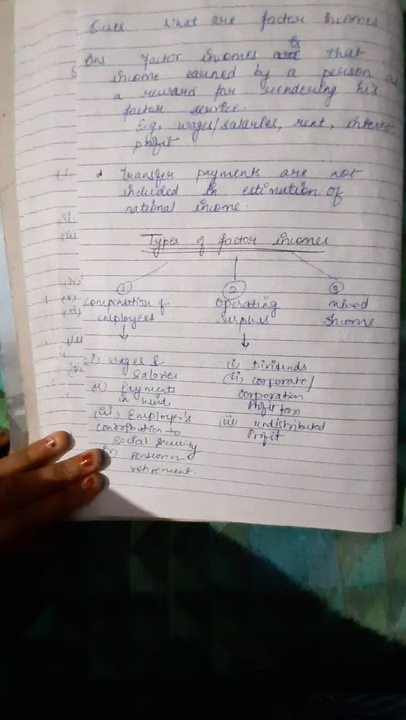 Ques. What are factor incomes
Ans Factor incomes is that
income earned by a person as
a reward for rendering his
factor service.
E.g. wages/salaries, rent, interest
profit
* Transfer payments are not
included in estimation of
national income.
Types of factor incomes
① ② ③
Compensation of employees
Operating Surplus
Mixed Income
i) wages &
Salaries
(ii) Payments
in kind
(iii) Employer's
contribution to
social security
(iv) Pension on
retirement
(i) Dividends
(ii) Corporate/
corporation
Profit tax
(iii) undistributed
Profit